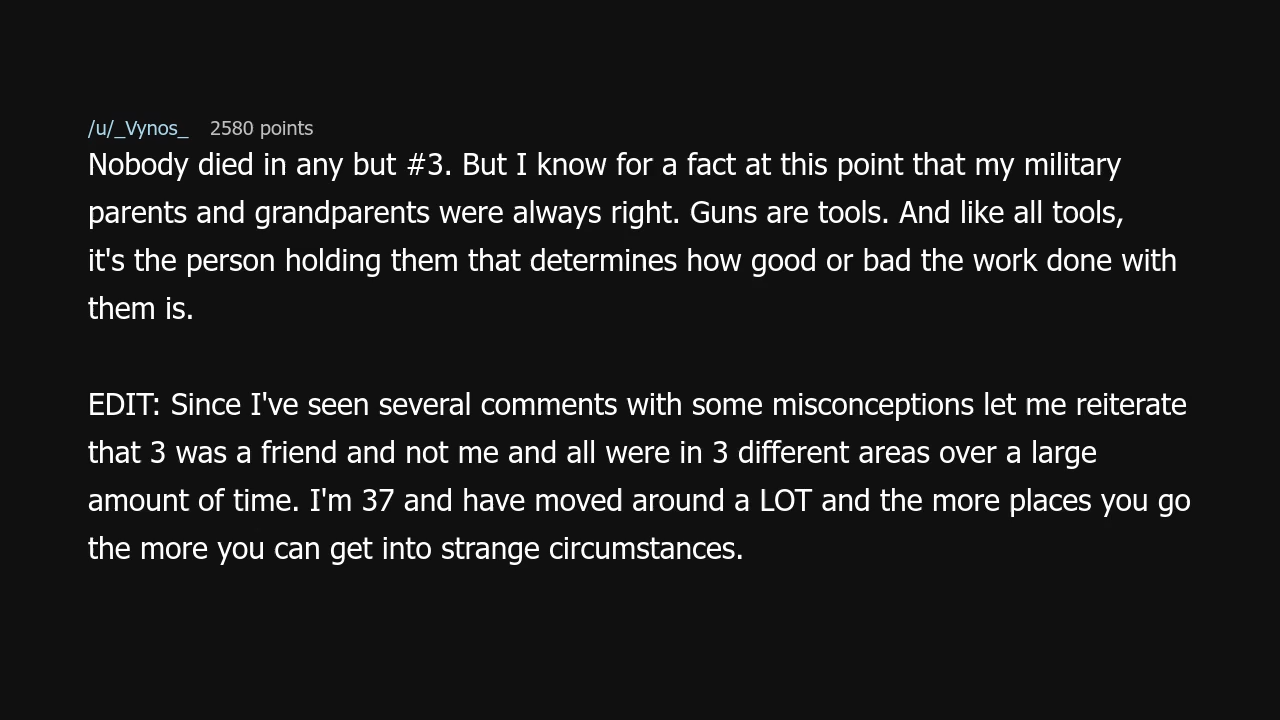 /u/_Vynos_ 2580 points
Nobody died in any but #3. But I know for a fact at this point that my military
parents and grandparents were always right. Guns are tools. And like all tools,
it's the person holding them that determines how good or bad the work done with
them is.
EDIT: Since I've seen several comments with some misconceptions let me reiterate
that 3 was a friend and not me and all were in 3 different areas over a large
amount of time. I'm 37 and have moved around a LOT and the more places you go
the more you can get into strange circumstances.